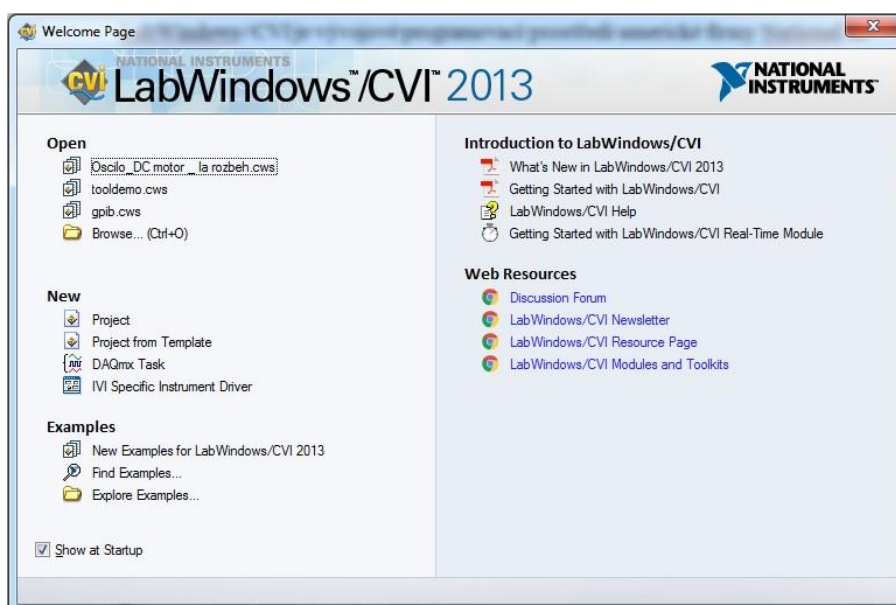 Welcome Page
NATIONAL INSTRUMENTS
LabWindows™/CVI™ 2013
NATIONAL
INSTRUMENTS™
Open
Oscilo_DC motor _ la rozbeh.cws
tooldemo.cws
gpib.cws
Browse... (Ctrl+O)
New
Project
Project from Template
DAQmx Task
IVI Specific Instrument Driver
Examples
New Examples for LabWindows/CVI 2013
Find Examples...
Explore Examples...
Show at Startup
Introduction to LabWindows/CVI
What's New in LabWindows/CVI 2013
Getting Started with LabWindows/CVI
LabWindows/CVI Help
Getting Started with LabWindows/CVI Real-Time Module
Web Resources
Discussion Forum
LabWindows/CVI Newsletter
LabWindows/CVI Resource Page
LabWindows/CVI Modules and Toolkits